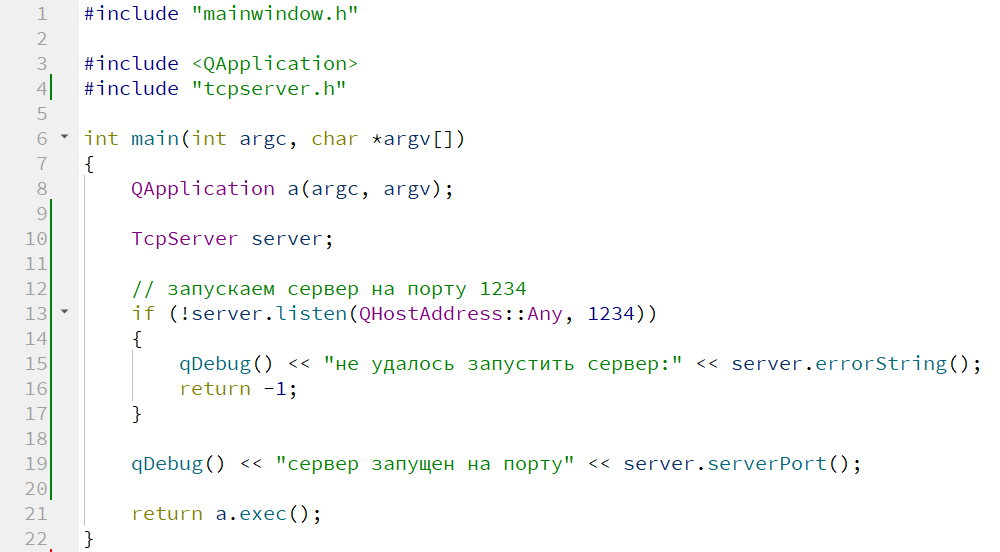 1 #include "mainwindow.h"
2
3 #include <QApplication>
4 #include "tcpserver.h"
5
6 int main(int argc, char *argv[])
7 {
8     QApplication a(argc, argv);
9
10     TcpServer server;
11
12     // запускаем сервер на порту 1234
13     if (!server.listen(QHostAddress::Any, 1234))
14     {
15         qDebug() << "не удалось запустить сервер:" << server.errorString();
16         return -1;
17     }
18
19     qDebug() << "сервер запущен на порту" << server.serverPort();
20
21     return a.exec();
22 }